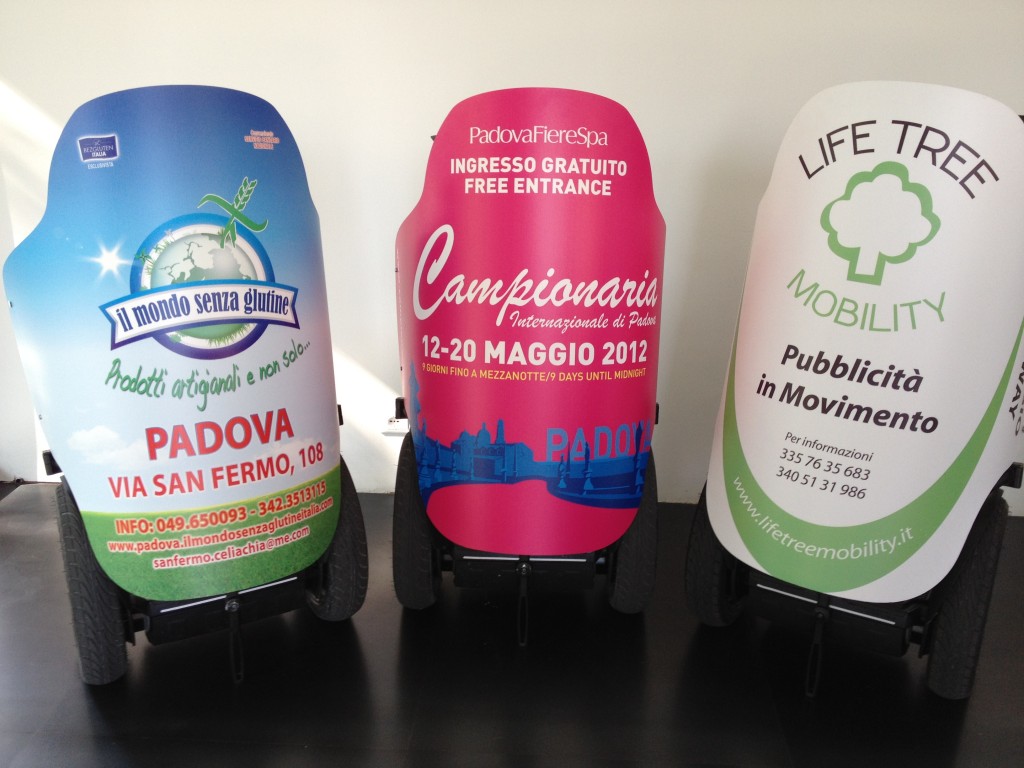 BEZGLUTEN
ITALIA
EXCLUSIVE'S
il mondo senza glutine
Prodotti artigianali e non solo...
PADOVA
VIA SAN FERMO, 108
INFO: 049.650093 - 342.3513115
www.padova.ilmondosenzaglutineitalia.com
sanfermo.celiachia@me.com
PadovaFiereSpa
INGRESSO GRATUITO
FREE ENTRANCE
Campionaria
Internazionale di Padova
12-20 MAGGIO 2012
9 GIORNI FINO A MEZZANOTTE/9 DAYS UNTIL MIDNIGHT
PADOVA
LIFE TREE
MOBILITY
Pubblicità
in Movimento
Per informazioni
335 76 35 683
340 51 31 986
www.lifetreemobility.it